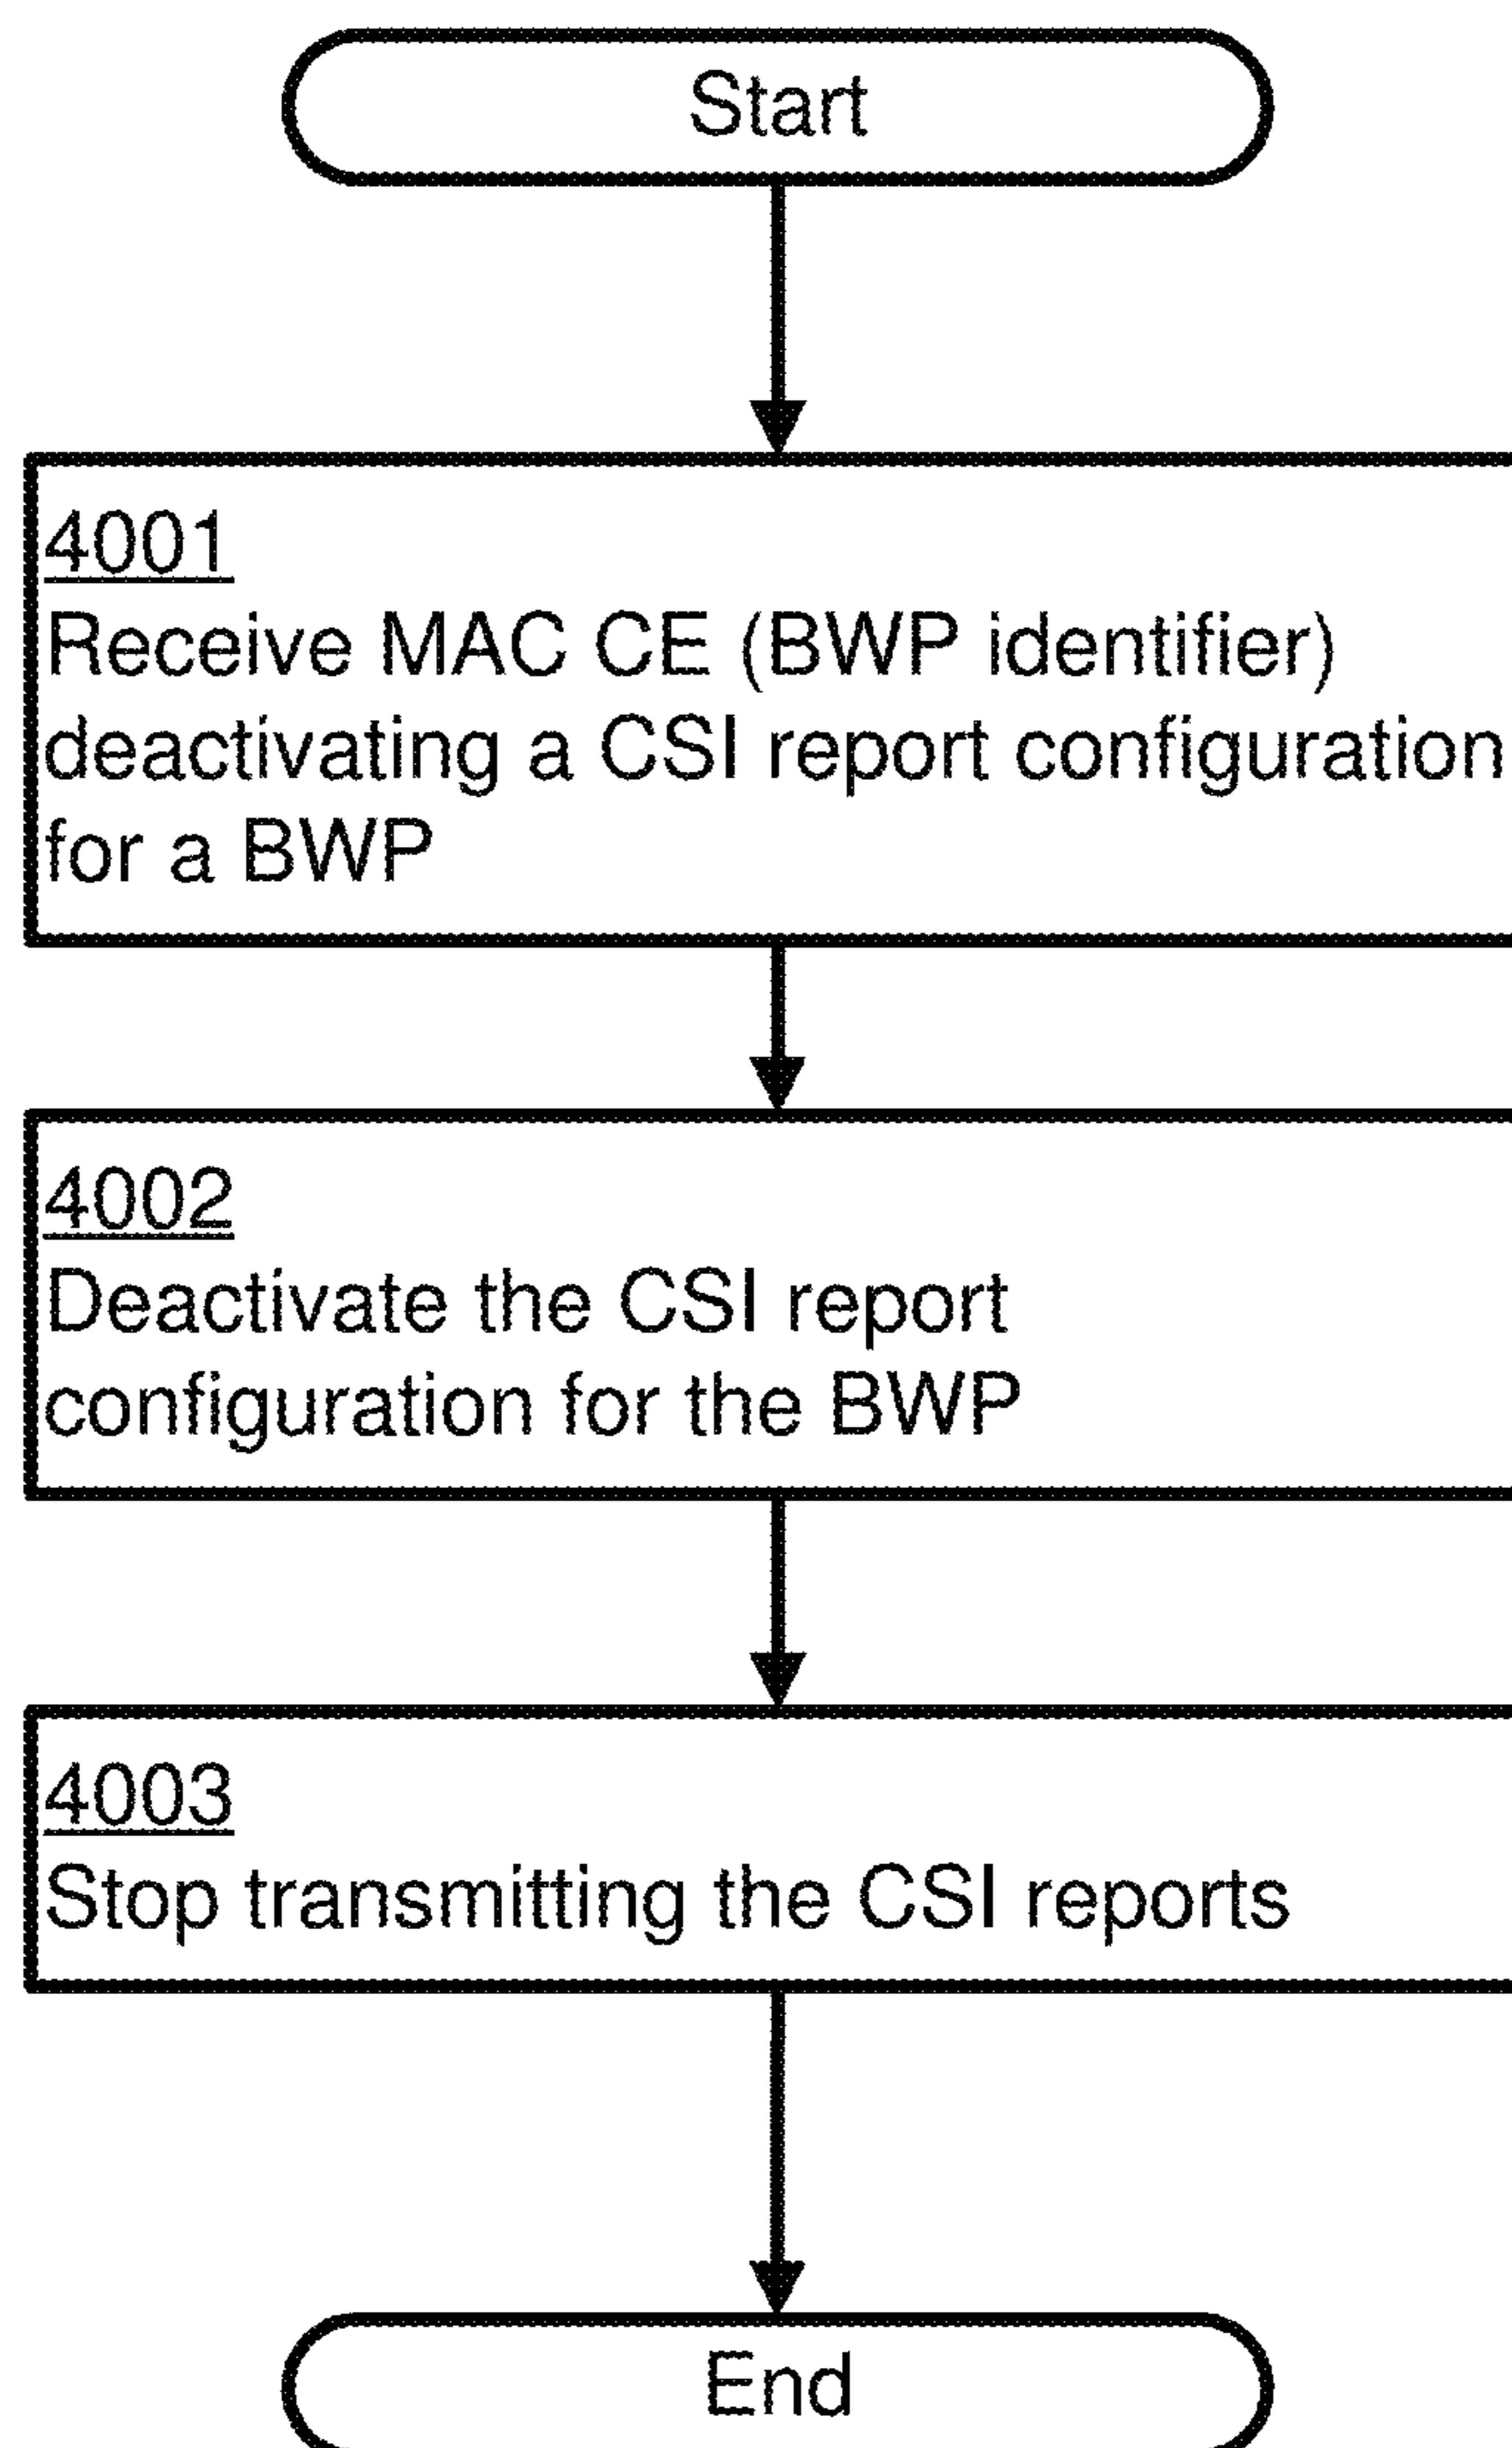 Start
4001
Receive MAC CE (BWP identifier)
deactivating a CSI report configuration
for a BWP
4002
Deactivate the CSI report
configuration for the BWP
4003
Stop transmitting the CSI reports
End